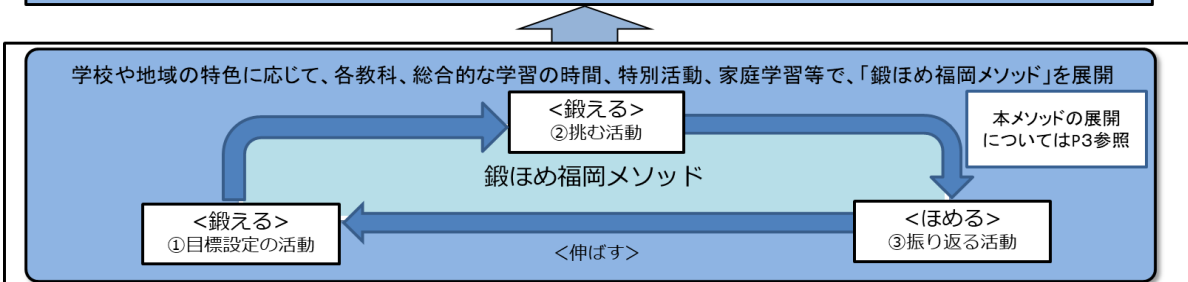 学校や地域の特色に応じて、各教科、総合的な学習の時間、特別活動、家庭学習等で、「鍛ほめ福岡メソッド」を展開
<鍛える>
②挑む活動
本メソッドの展開
についてはP3参照
鍛ほめ福岡メソッド
<鍛える>
①目標設定の活動
<ほめる>
③振り返る活動
<伸ばす>